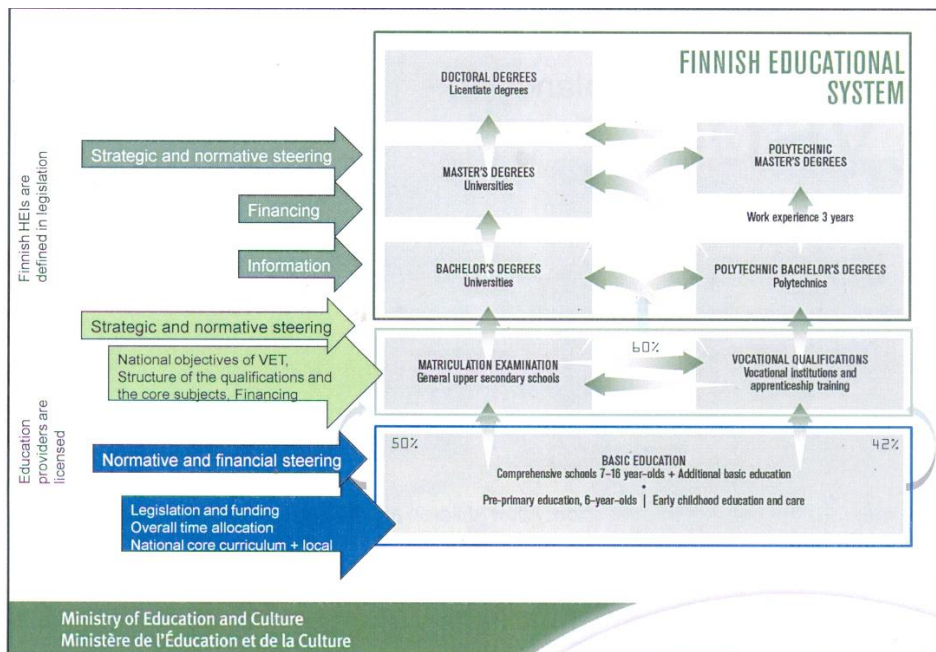 FINNISH EDUCATIONAL
SYSTEM
DOCTORAL DEGREES
Licentiate degrees
Strategic and normative steering
MASTER'S DEGREES
Universities
POLYTECHNIC
MASTER'S DEGREES
Financing
Work experience 3 years
Information
BACHELOR'S DEGREES
Universities
POLYTECHNIC BACHELOR'S DEGREES
Polytechnics
Finnish HEIs are
defined in legislation
Strategic and normative steering
National objectives of VET,
Structure of the qualifications and
the core subjects, Financing
MATRICULATION EXAMINATION
General upper secondary schools
60%
VOCATIONAL QUALIFICATIONS
Vocational institutions and
apprenticeship training
Education
providers are
licensed
50%
42%
Normative and financial steering
BASIC EDUCATION
Comprehensive schools 7–16 year-olds + Additional basic education
•
Pre-primary education, 6-year-olds | Early childhood education and care
Legislation and funding
Overall time allocation
National core curriculum + local
Ministry of Education and Culture
Ministère de l'Éducation et de la Culture